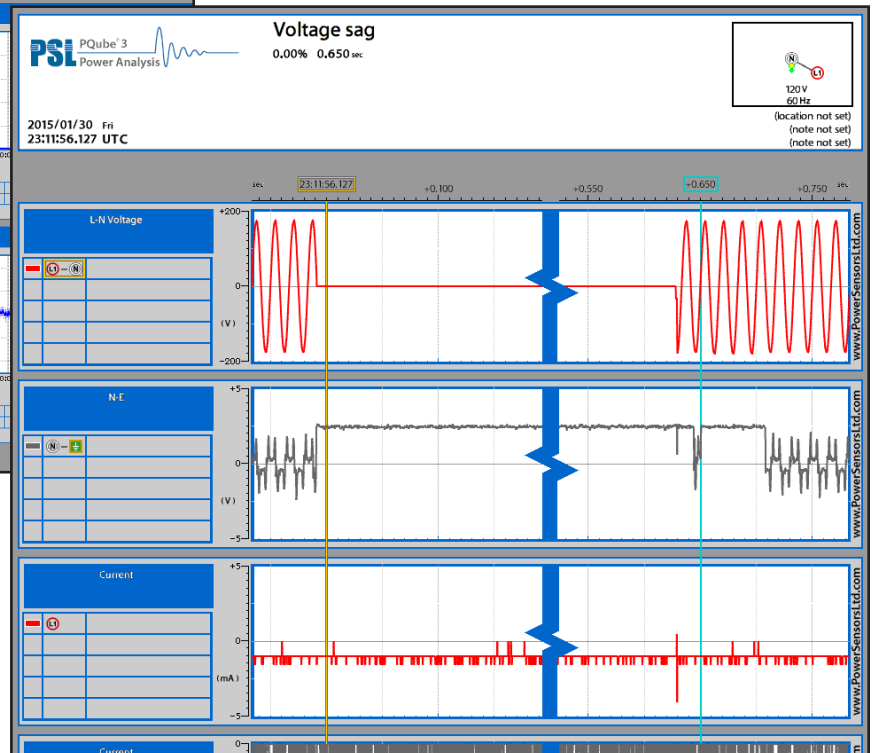 Voltage sag
0.00% 0.650 sec
PSL PQube® 3
Power Analysis
N
L1
120 V
60 Hz
(location not set)
(note not set)
(note not set)
2015/01/30 Fri
23:11:56.127 UTC
sec 23:11:56.127 +0.100 +0.550 +0.650 +0.750 sec
L-N Voltage
L1 – N
+200
0
(V)
-200
www.PowerSensorsLtd.com
N-E
N –
+5
0
(V)
-5
www.PowerSensorsLtd.com
Current
L1
+5
0
(mA)
-5
www.PowerSensorsLtd.com
Current
0
m